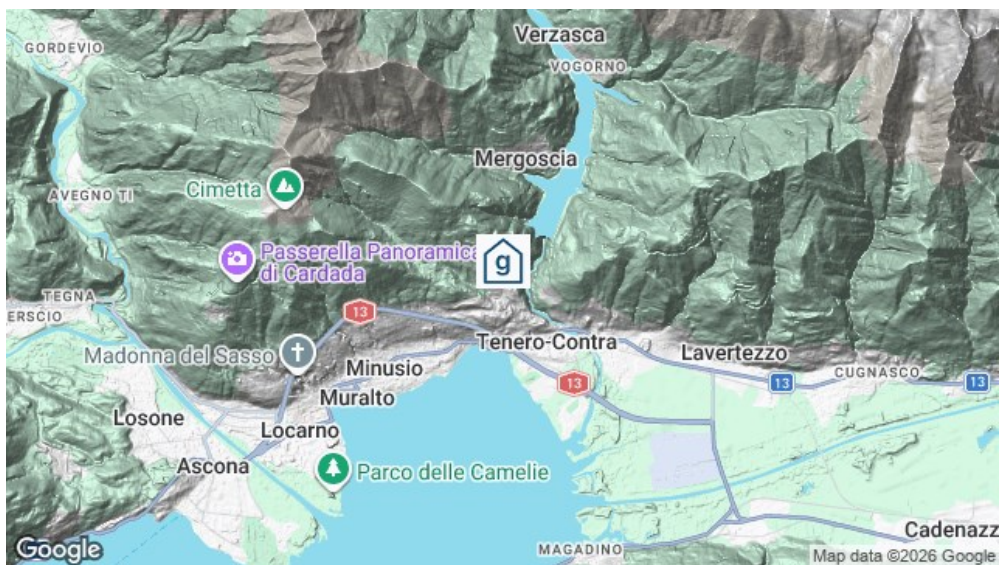 Verzasca
GORDEVIO
VOGORNO
Mergoscia
Cimetta
AVEGNO TI
Passerella Panoramica
di Cardada
g
TEGNA
ERSCIO
13
Tenero-Contra
Madonna del Sasso
Lavertezzo
Minusio
CUGNASCO
13
13
13
Muralto
Losone
Locarno
Ascona
Parco delle Camelie
Cadenazz
MAGADINO
Google
Map data ©2026 Google